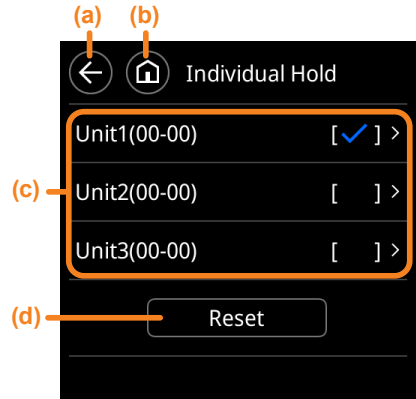 (a) (b)
Individual Hold
Unit1(00-00) [✓] >
(c)
Unit2(00-00) [ ] >
Unit3(00-00) [ ] >
(d)
Reset